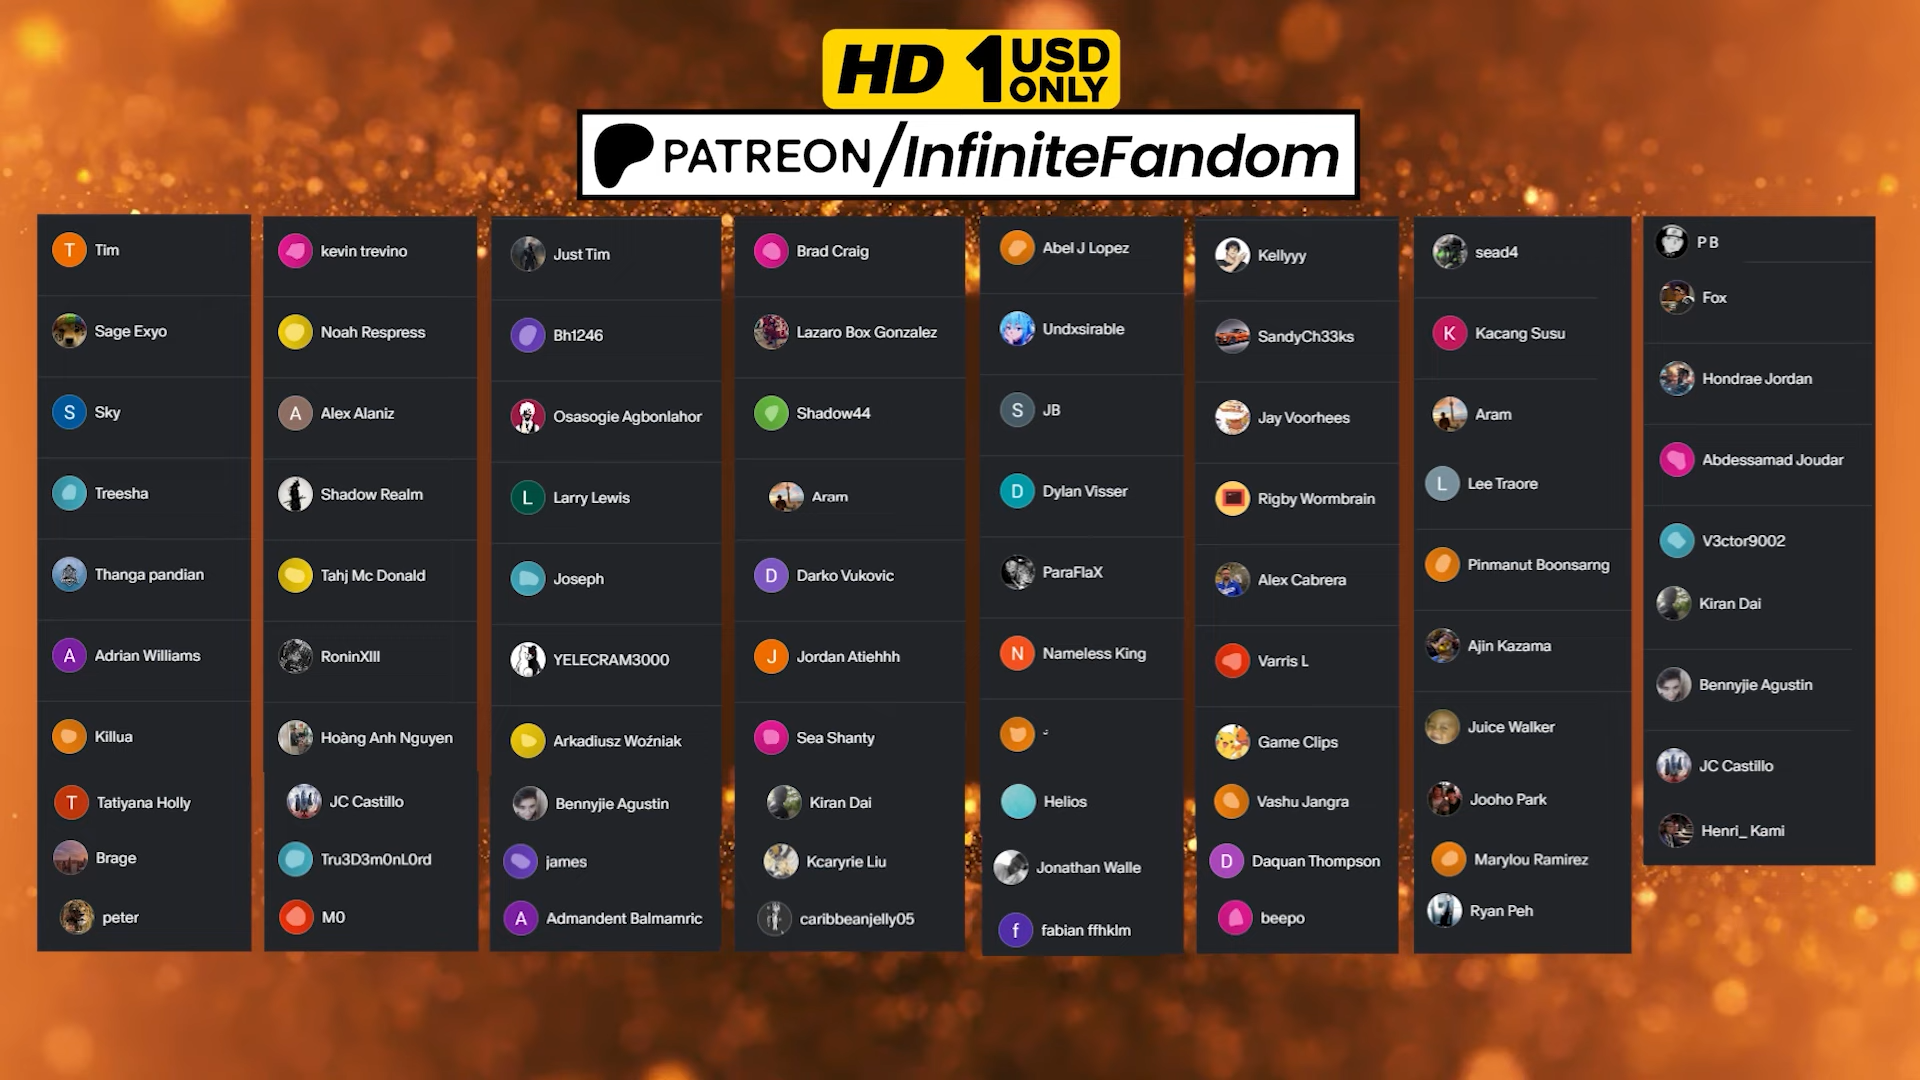 HD 1 USD ONLY
PATREON/InfiniteFandom
T Tim
Sage Exyo
S Sky
Treesha
Thanga pandian
A Adrian Williams
Killua
T Tatiyana Holly
Brage
peter
kevin trevino
Noah Respress
A Alex Alaniz
Shadow Realm
Tahj Mc Donald
RoninXIII
Hoàng Anh Nguyen
JC Castillo
Tru3D3m0nL0rd
M0
Just Tim
Bh1246
Osasogie Agbonlahor
L Larry Lewis
Joseph
YELECRAM3000
Arkadiusz Woźniak
Bennyjie Agustin
james
A Admandent Balmamric
Brad Craig
Lazaro Box Gonzalez
Shadow44
Aram
D Darko Vukovic
J Jordan Atiehhh
Sea Shanty
Kiran Dai
Kcaryrie Liu
caribbeanjelly05
Abel J Lopez
Undxsirable
S JB
D Dylan Visser
ParaFlaX
N Nameless King
Helios
Jonathan Walle
f fabian ffhklm
Kellyyy
SandyCh33ks
Jay Voorhees
Rigby Wormbrain
Alex Cabrera
Varris L
Game Clips
Vashu Jangra
D Daquan Thompson
beepo
sead4
K Kacang Susu
Aram
L Lee Traore
Pinmanut Boonsarng
Ajin Kazama
Juice Walker
Jooho Park
Marylou Ramirez
Ryan Peh
P B
Fox
Hondrae Jordan
Abdessamad Joudar
V3ctor9002
Kiran Dai
Bennyjie Agustin
JC Castillo
Henri_ Kami